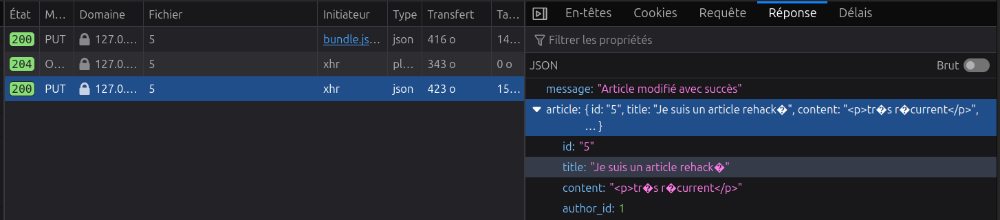 État M... Domaine Fichier Initiateur Type Transfert Ta...
200 PUT 127.0.... 5 bundle.js... json 416 o 14...
204 O... 127.0.... 5 xhr pl... 343 o 0 o
200 PUT 127.0.... 5 xhr json 423 o 15...
En-têtes Cookies Requête Réponse Délais
Filtrer les propriétés
JSON Brut
message: "Article modifié avec succès"
article: { id: "5", title: "Je suis un article rehack�", content: "<p>tr�s r�current</p>",
... }
id: "5"
title: "Je suis un article rehack�"
content: "<p>tr�s r�current</p>"
author_id: 1